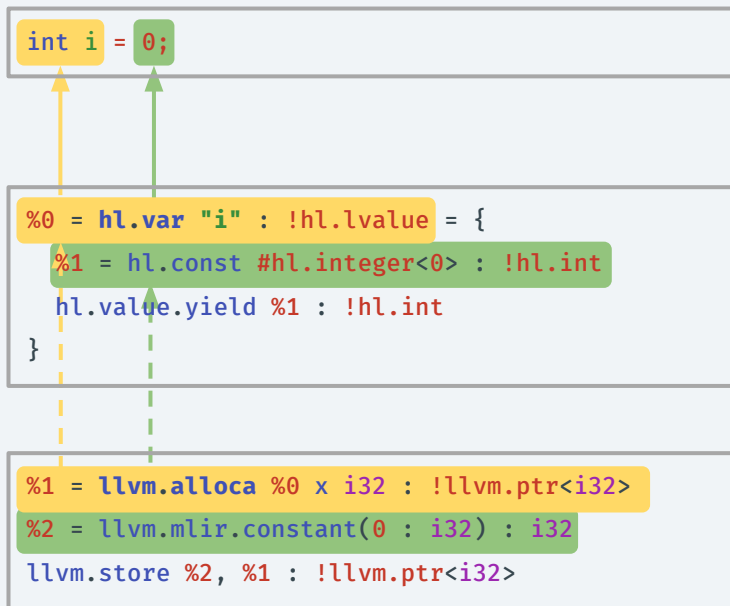 int i = 0;
%0 = hl.var "i" : !hl.lvalue = {
%1 = hl.const #hl.integer<0> : !hl.int
hl.value.yield %1 : !hl.int
}
%1 = llvm.alloca %0 x i32 : !llvm.ptr<i32>
%2 = llvm.mlir.constant(0 : i32) : i32
llvm.store %2, %1 : !llvm.ptr<i32>